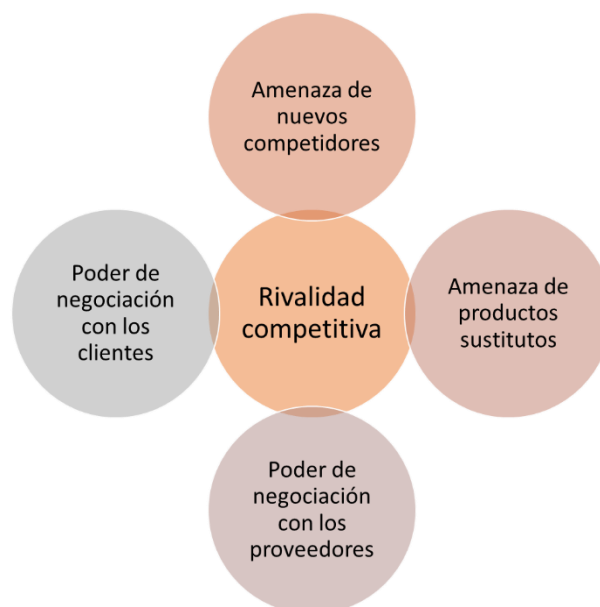 Amenaza de
nuevos
competidores
Poder de
negociación
con los
clientes
Rivalidad
competitiva
Amenaza de
productos
sustitutos
Poder de
negociación
con los
proveedores